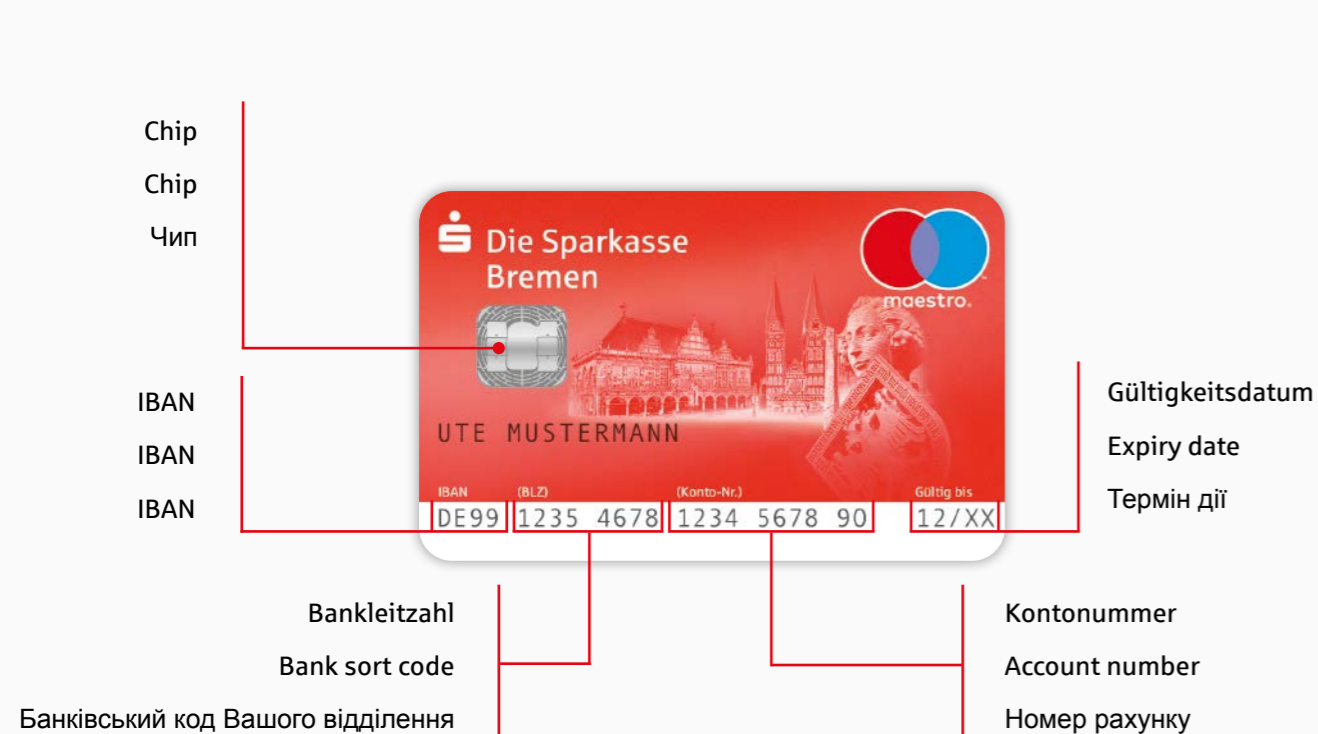 Chip
Chip
Чип
Die Sparkasse
Bremen
maestro.
IBAN
IBAN
IBAN
Gültigkeitsdatum
Expiry date
Термін дії
UTE MUSTERMANN
IBAN (BLZ) (Konto-Nr.) Gültig bis
DE99 1235 4678 1234 5678 90 12/XX
Bankleitzahl
Bank sort code
Банківський код Вашого відділення
Kontonummer
Account number
Номер рахунку